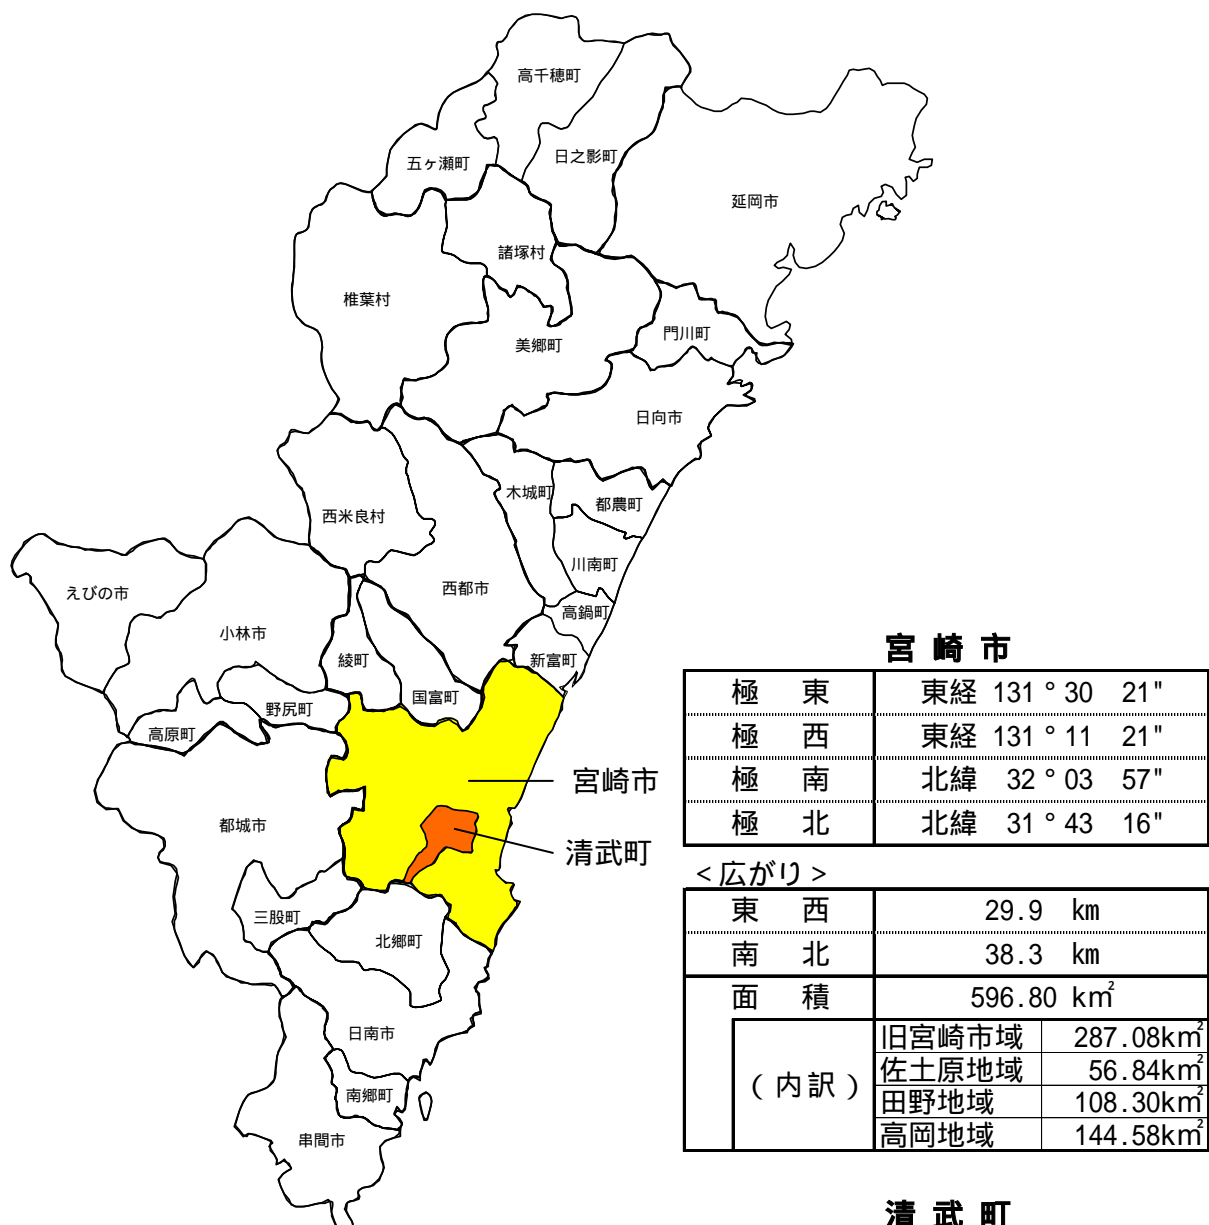 高千穂町
日之影町
五ヶ瀬町
延岡市
諸塚村
椎葉村
門川町
美郷町
日向市
木城町
都農町
西米良村
川南町
西都市
えびの市
高鍋町
小林市
綾町
新富町
国富町
野尻町
高原町
宮崎市
都城市
清武町
三股町
北郷町
日南市
南郷町
串間市
宮崎市
極東 東経 131°30 21"
極西 東経 131°11 21"
極南 北緯 32°03 57"
極北 北緯 31°43 16"
<広がり>
東西 29.9 km
南北 38.3 km
面積 596.80 km²
(内訳)
旧宮崎市域 287.08km²
佐土原地域 56.84km²
田野地域 108.30km²
高岡地域 144.58km²
清武町